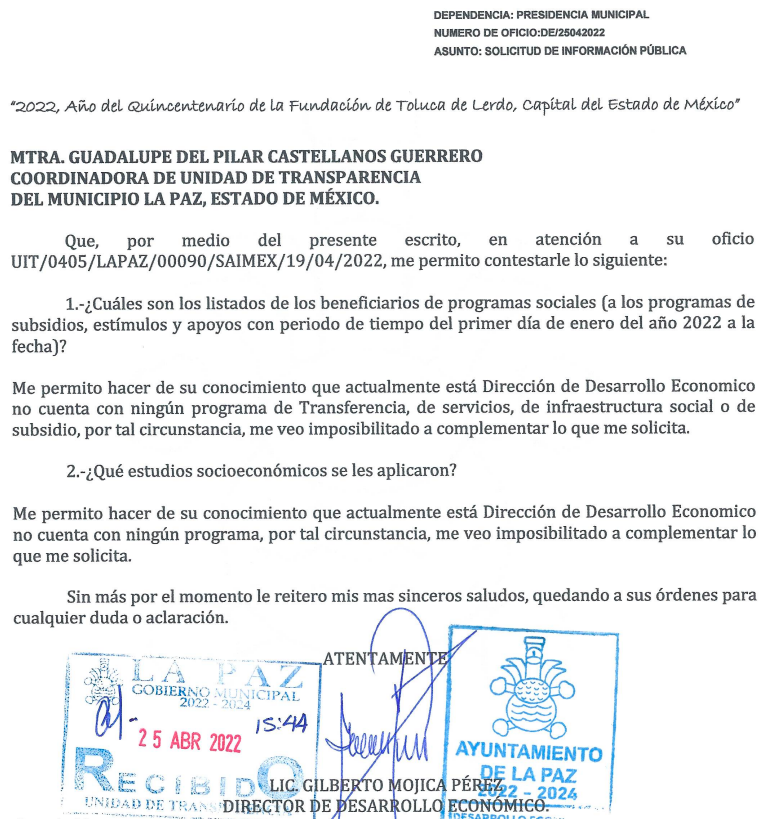 DEPENDENCIA: PRESIDENCIA MUNICIPAL
NUMERO DE OFICIO:DE/25042022
ASUNTO: SOLICITUD DE INFORMACIÓN PÚBLICA
"2022, Año del Quincentenario de la Fundación de Toluca de Lerdo, Capital del Estado de México"
MTRA. GUADALUPE DEL PILAR CASTELLANOS GUERRERO
COORDINADORA DE UNIDAD DE TRANSPARENCIA
DEL MUNICIPIO LA PAZ, ESTADO DE MÉXICO.
Que, por medio del presente escrito, en atención a su oficio
UIT/0405/LAPAZ/00090/SAIMEX/19/04/2022, me permito contestarle lo siguiente:
1.-¿Cuáles son los listados de los beneficiarios de programas sociales (a los programas de
subsidios, estímulos y apoyos con periodo de tiempo del primer día de enero del año 2022 a la
fecha)?
Me permito hacer de su conocimiento que actualmente está Dirección de Desarrollo Economico
no cuenta con ningún programa de Transferencia, de servicios, de infraestructura social o de
subsidio, por tal circunstancia, me veo imposibilitado a complementar lo que me solicita.
2.-¿Qué estudios socioeconómicos se les aplicaron?
Me permito hacer de su conocimiento que actualmente está Dirección de Desarrollo Economico
no cuenta con ningún programa, por tal circunstancia, me veo imposibilitado a complementar lo
que me solicita.
Sin más por el momento le reitero mis mas sinceros saludos, quedando a sus órdenes para
cualquier duda o aclaración.
ATENTAMENTE
LA PAZ
GOBIERNO MUNICIPAL
2022 - 2024
15:44
25 ABR 2022
RECIBIDO
UNIDAD DE
AYUNTAMIENTO
DE LA PAZ
2022 - 2024
DESARROLLO ECONÓMICO
LIC. GILBERTO MOJICA PÉREZ
DIRECTOR DE DESARROLLO ECONÓMICO.